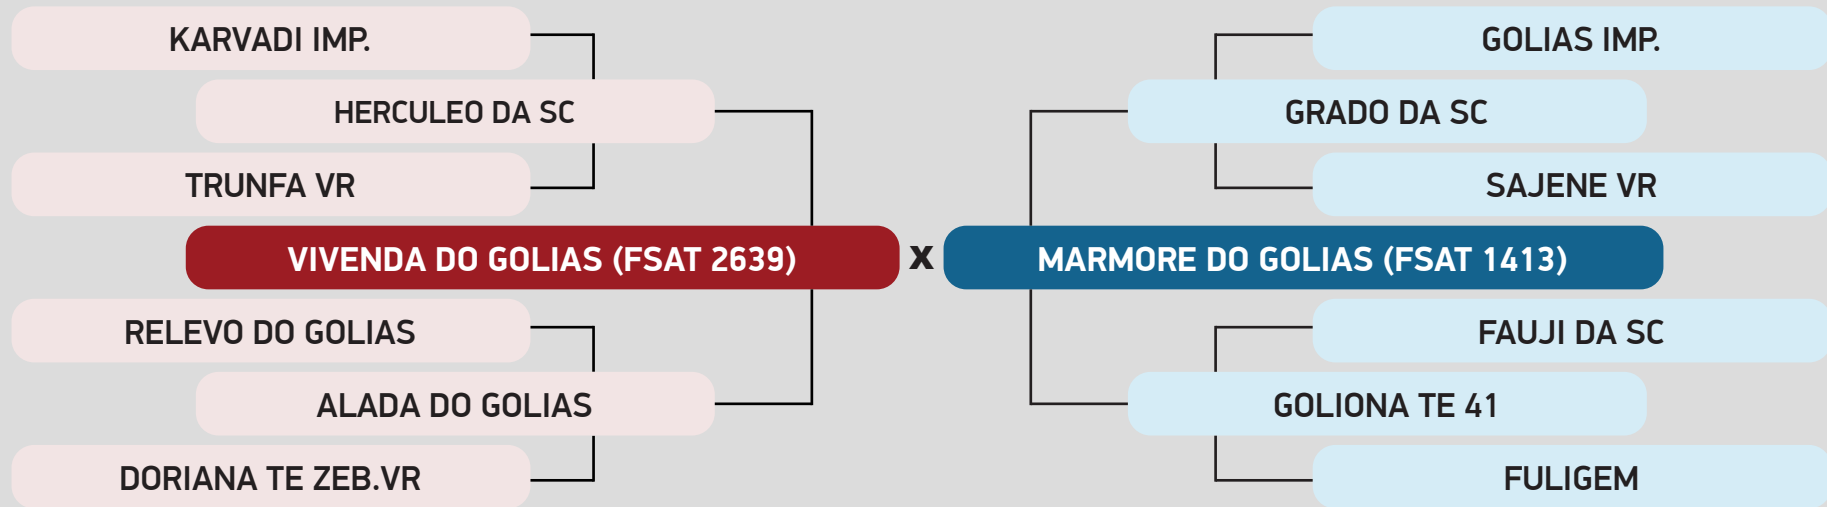 KARVADI IMP.
GOLIAS IMP.
HERCULEO DA SC
GRADO DA SC
TRUNFA VR
SAJENE VR
VIVENDA DO GOLIAS (FSAT 2639) x MARMORE DO GOLIAS (FSAT 1413)
RELEVO DO GOLIAS
FAUJI DA SC
ALADA DO GOLIAS
GOLIONA TE 41
DORIANA TE ZEB.VR
FULIGEM